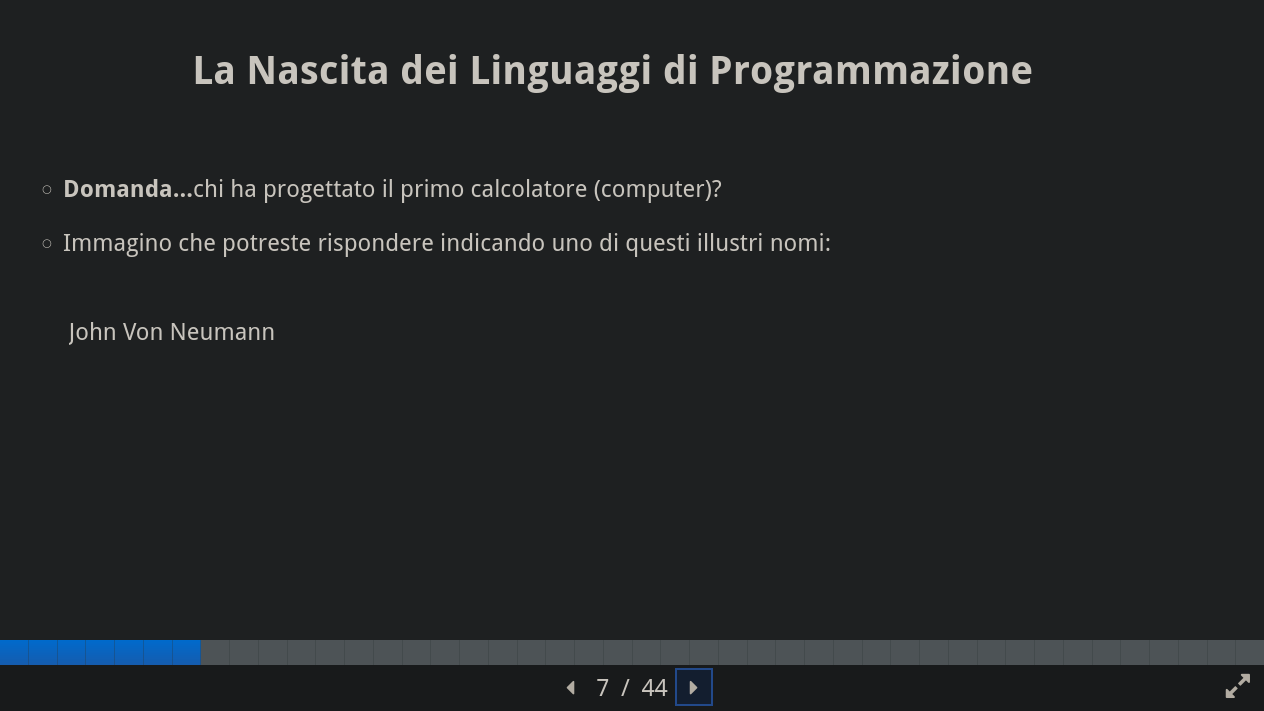 La Nascita dei Linguaggi di Programmazione
Domanda...chi ha progettato il primo calcolatore (computer)?
Immagino che potreste rispondere indicando uno di questi illustri nomi:
John Von Neumann
7 / 44